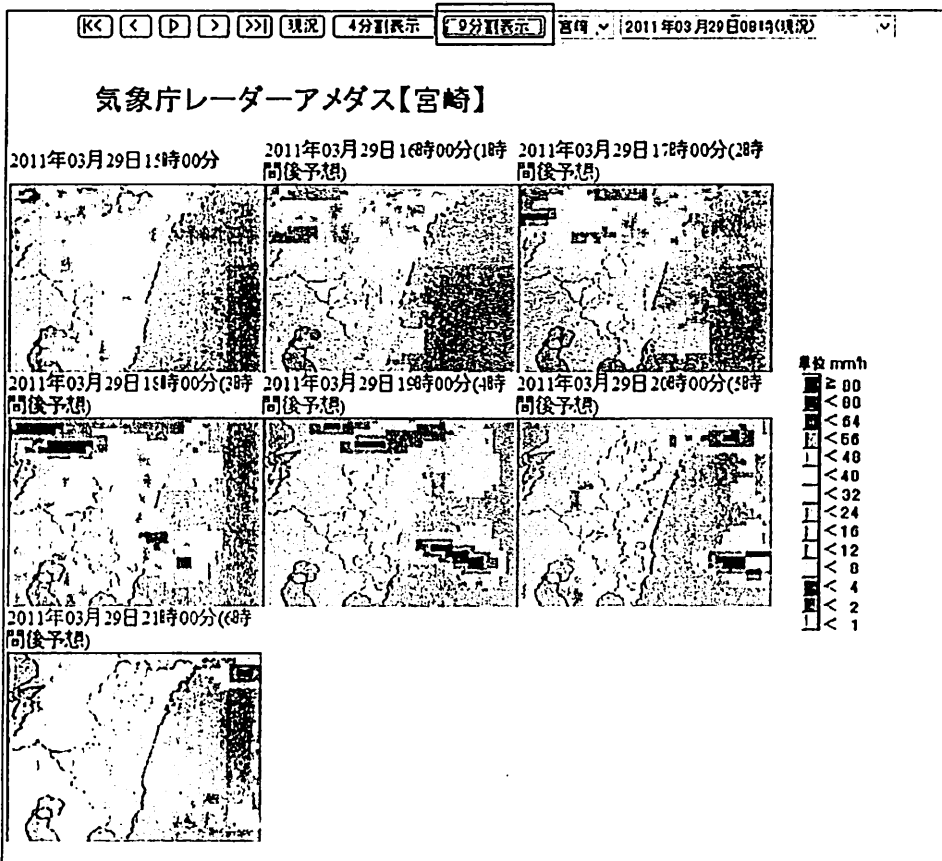 K< < ▷ > >>| 現況 4分割表示 9分割表示 宮崎 2011年03月29日08時(現況)
気象庁レーダーアメダス【宮崎】
2011年03月29日15時00分
2011年03月29日16時00分(1時
間後予想)
2011年03月29日17時00分(2時
間後予想)
2011年03月29日18時00分(3時
間後予想)
2011年03月29日19時00分(4時
間後予想)
2011年03月29日20時00分(5時
間後予想)
単位 mm/h
≧ 80
< 80
< 64
< 56
< 48
< 40
< 32
< 24
< 16
< 12
< 8
< 4
< 2
< 1
2011年03月29日21時00分(6時
間後予想)